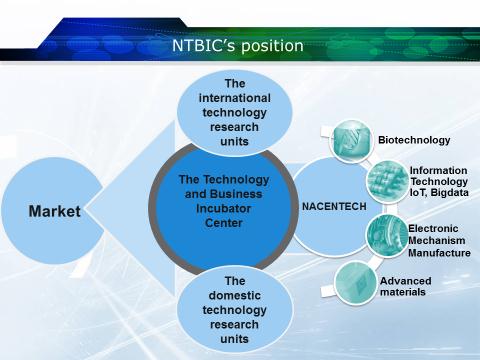 NTBIC's position
The
international
technology
research
units
Biotechnology
Information
Technology
IoT, Bigdata
The Technology
and Business
Incubator
Center
Market
NACENTECH
Electronic
Mechanism
Manufacture
Advanced
materials
The
domestic
technology
research
units